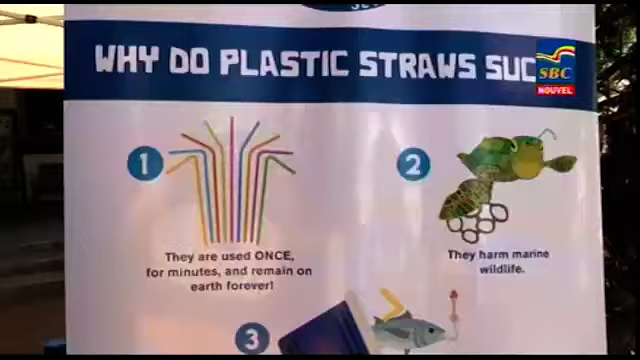 WHY DO PLASTIC STRAWS SUC
SBC
NOUVEL
1
They are used ONCE,
for minutes, and remain on
earth forever!
2
They harm marine
wildlife.
3